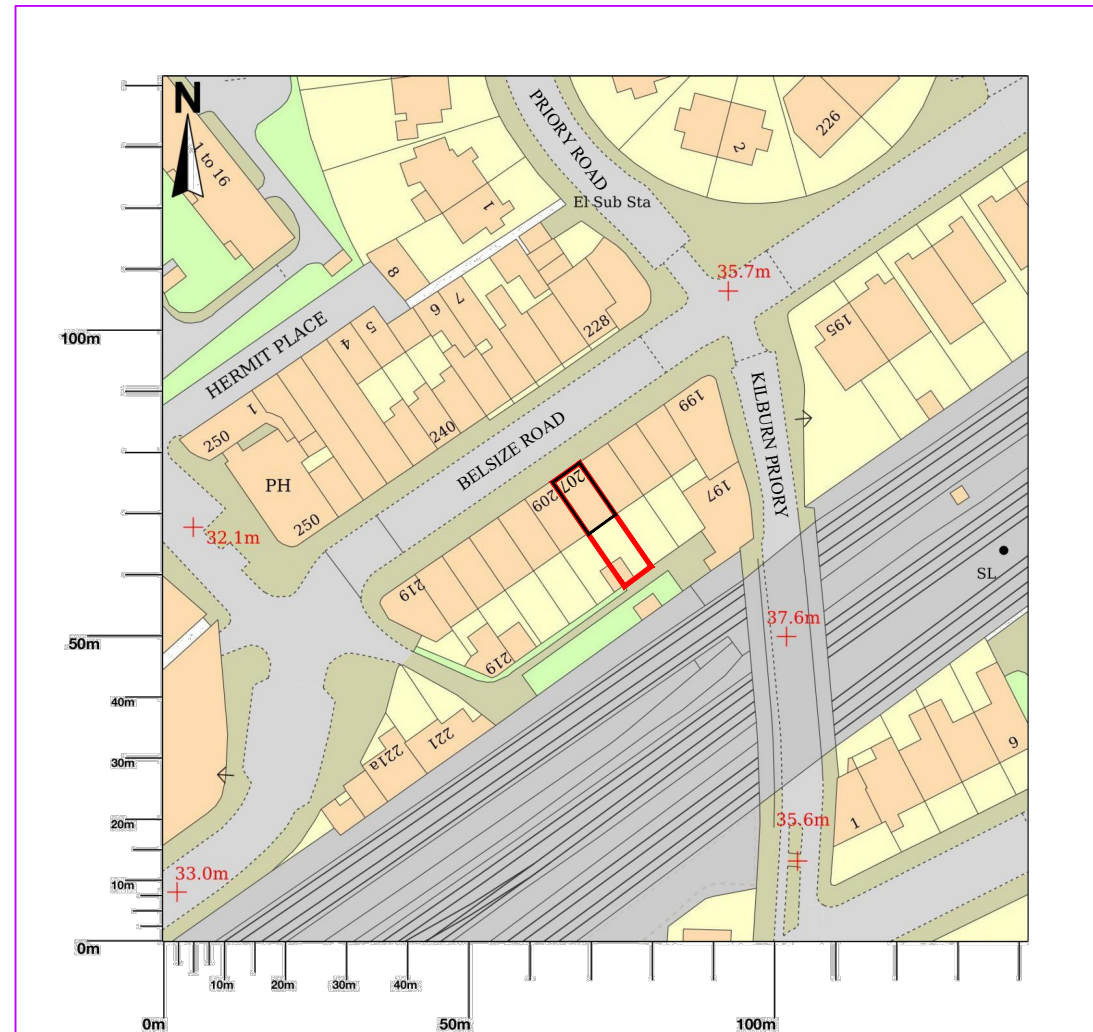 N
PRIORY ROAD
226
2
1 to 16
1
El Sub Sta
8
35.7m
7
6
5
4
228
195
HERMIT PLACE
1
250
240
BELSIZE ROAD
199
KILBURN PRIORY
PH
207
209
197
250
32.1m
SL
219
37.6m
219
221
221a
9
1
35.6m
33.0m
100m
50m
40m
30m
20m
10m
0m
10m
20m
30m
40m
0m
50m
100m